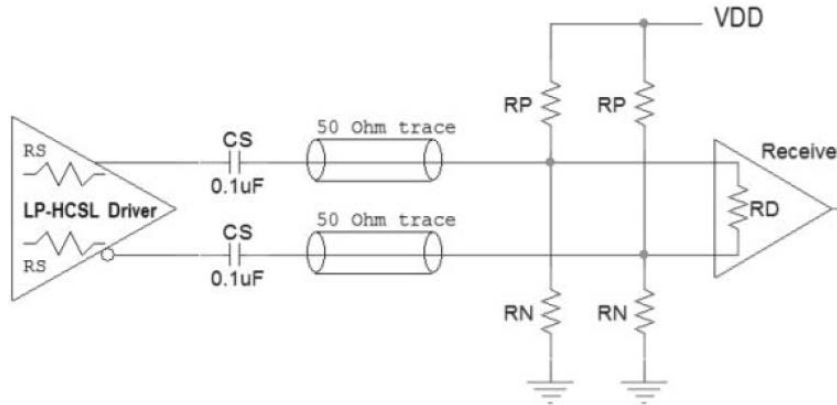 VDD
RP
RP
50 Ohm trace
CS
0.1uF
RS
LP-HCSL Driver
RS
Receive
RD
50 Ohm trace
CS
0.1uF
RN
RN